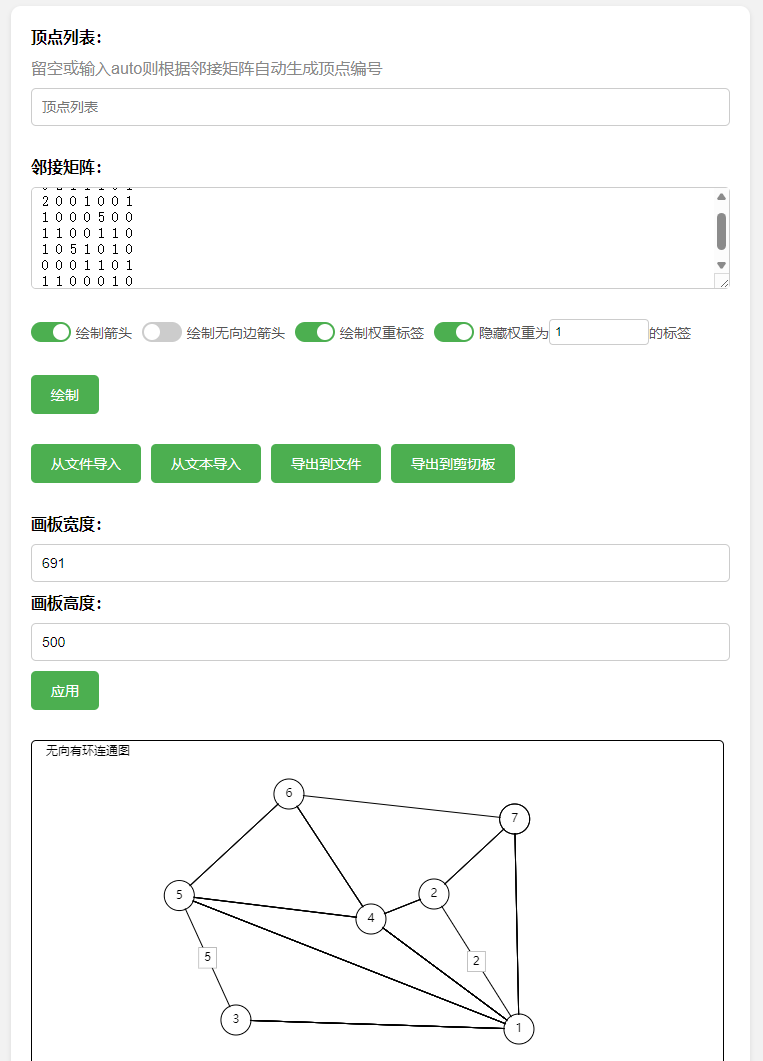 顶点列表：
留空或输入auto则根据邻接矩阵自动生成顶点编号
顶点列表
邻接矩阵：
2 0 0 1 0 0 1
1 0 0 0 5 0 0
1 1 0 0 1 1 0
1 0 5 1 0 1 0
0 0 0 1 1 0 1
1 1 0 0 0 1 0
绘制箭头 绘制无向边箭头 绘制权重标签 隐藏权重为 1 的标签
绘制
从文件导入 从文本导入 导出到文件 导出到剪切板
画板宽度：
691
画板高度：
500
应用
无向有环连通图
6
7
5
2
4
5
2
3
1